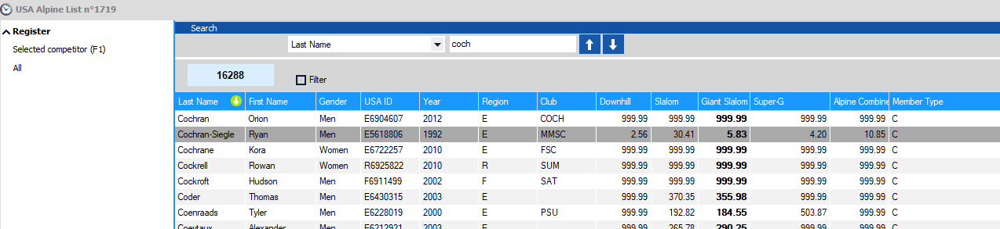 USA Alpine List n°1719
Register
Selected competitor (F1)
All
Search
Last Name coch
16288
Filter
Last Name First Name Gender USA ID Year Region Club Downhill Slalom Giant Slalom Super-G Alpine Combine Member Type
Cochran Orion Men E6904607 2012 E COCH 999.99 999.99 999.99 999.99 999.99 C
Cochran-Siegle Ryan Men E5618806 1992 E MMSC 2.56 30.41 5.83 4.20 10.85 C
Cochrane Kora Women E6722257 2010 E FSC 999.99 999.99 999.99 999.99 999.99 C
Cockrell Rowan Women R6925822 2010 R SUM 999.99 999.99 999.99 999.99 999.99 C
Cockroft Hudson Men F6911499 2002 F SAT 999.99 999.99 999.99 999.99 999.99 C
Coder Thomas Men E6430315 2003 E 999.99 370.35 355.98 999.99 999.99 C
Coenraads Tyler Men E6228019 2000 E PSU 999.99 192.82 184.55 503.87 999.99 C
Coeytaux Alexander Men E6212921 2003 E 999.99 265.78 290.25 999.99 999.99 C